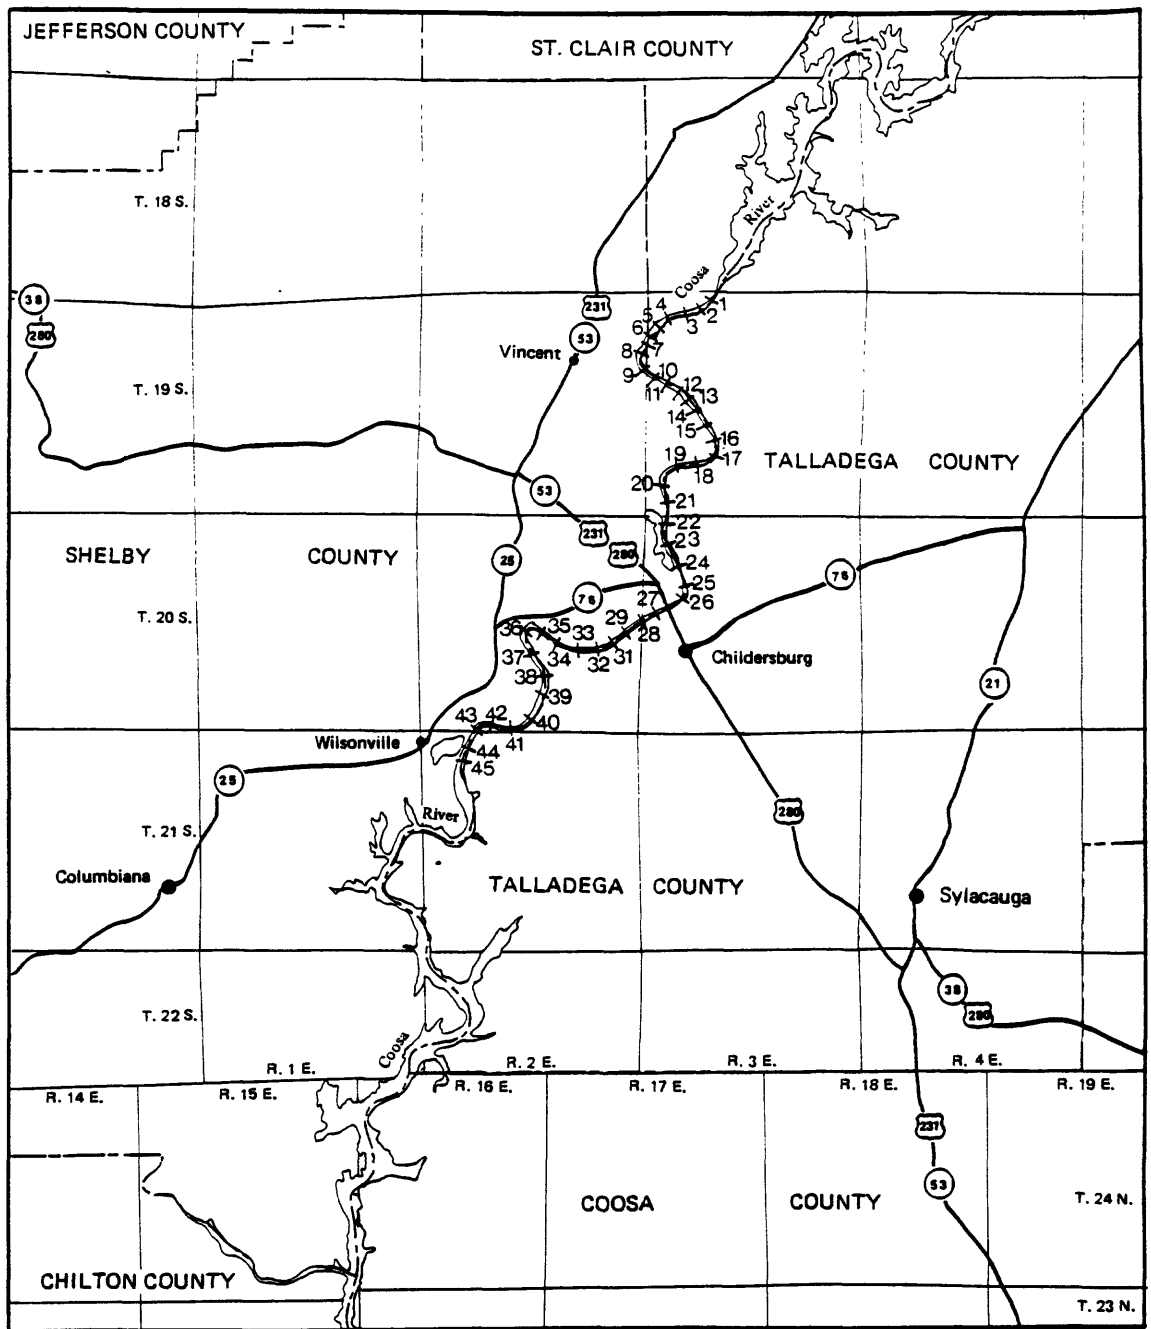 JEFFERSON COUNTY
ST. CLAIR COUNTY
T. 18 S.
River
Coosa
38
280
231
53
1
2
3
4
5
6
7
8
9
10
11
12
13
14
15
16
17
18
19
20
21
22
23
24
25
26
27
28
29
31
32
33
34
35
36
37
38
39
40
41
42
43
44
45
Vincent
T. 19 S.
TALLADEGA COUNTY
53
231
280
SHELBY COUNTY
25
76
76
T. 20 S.
Childersburg
21
Wilsonville
25
280
River
T. 21 S.
Columbiana
TALLADEGA COUNTY
Sylacauga
38
280
T. 22 S.
Coosa
R. 1 E.
R. 2 E.
R. 3 E.
R. 4 E.
R. 14 E.
R. 15 E.
R. 16 E.
R. 17 E.
R. 18 E.
R. 19 E.
231
53
COOSA COUNTY
T. 24 N.
CHILTON COUNTY
T. 23 N.